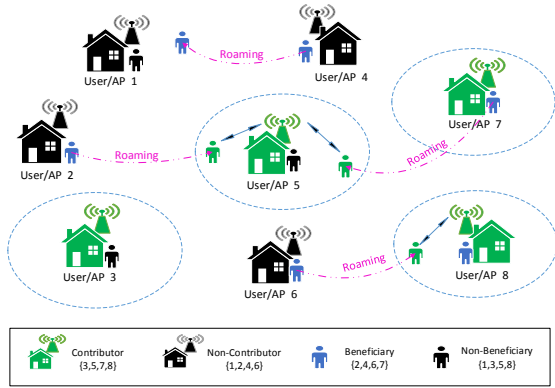 Roaming
User/AP 1
User/AP 4
User/AP 7
Roaming
Roaming
User/AP 2
User/AP 5
User/AP 3
Roaming
User/AP 6
User/AP 8
Contributor
{3,5,7,8}
Non-Contributor
{1,2,4,6}
Beneficiary
{2,4,6,7}
Non-Beneficiary
{1,3,5,8}